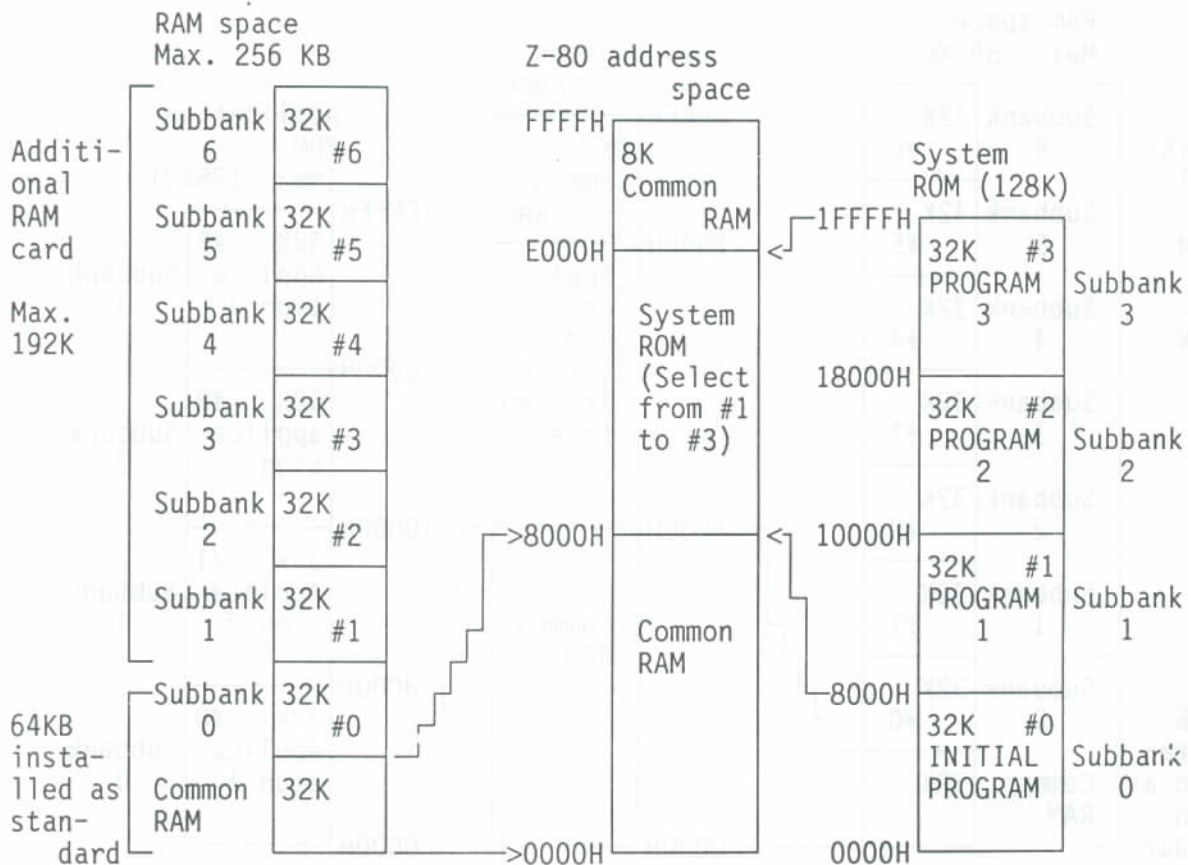 RAM space
Max. 256 KB
Additi-
onal
RAM
card
Max.
192K
Subbank 32K
6 #6
Subbank 32K
5 #5
Subbank 32K
4 #4
Subbank 32K
3 #3
Subbank 32K
2 #2
Subbank 32K
1 #1
64KB
insta-
lled as
stan-
dard
Subbank 32K
0 #0
Common 32K
RAM
Z-80 address
space
FFFFH
8K
Common
RAM
E000H <
System
ROM
(Select
from #1
to #3)
>8000H <
Common
RAM
>0000H
System
ROM (128K)
1FFFFH
32K #3
PROGRAM
3
Subbank
3
18000H
32K #2
PROGRAM
2
Subbank
2
10000H
32K #1
PROGRAM
1
Subbank
1
8000H
32K #0
INITIAL
PROGRAM
Subbank
0
0000H